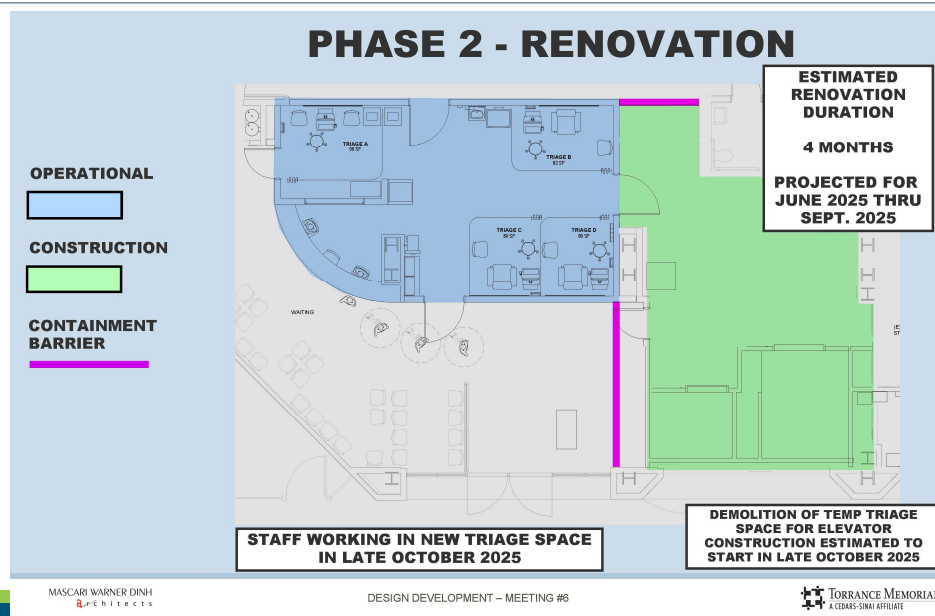 PHASE 2 - RENOVATION
ESTIMATED
RENOVATION
DURATION
4 MONTHS
PROJECTED FOR
JUNE 2025 THRU
SEPT. 2025
OPERATIONAL
CONSTRUCTION
CONTAINMENT
BARRIER
TRIAGE A
TRIAGE B
82 SF
TRIAGE C
TRIAGE D
WAITING
STAFF WORKING IN NEW TRIAGE SPACE
IN LATE OCTOBER 2025
DEMOLITION OF TEMP TRIAGE
SPACE FOR ELEVATOR
CONSTRUCTION ESTIMATED TO
START IN LATE OCTOBER 2025
MASCARI WARNER DINH
architects
DESIGN DEVELOPMENT – MEETING #6
TORRANCE MEMORIAL
A CEDARS-SINAI AFFILIATE